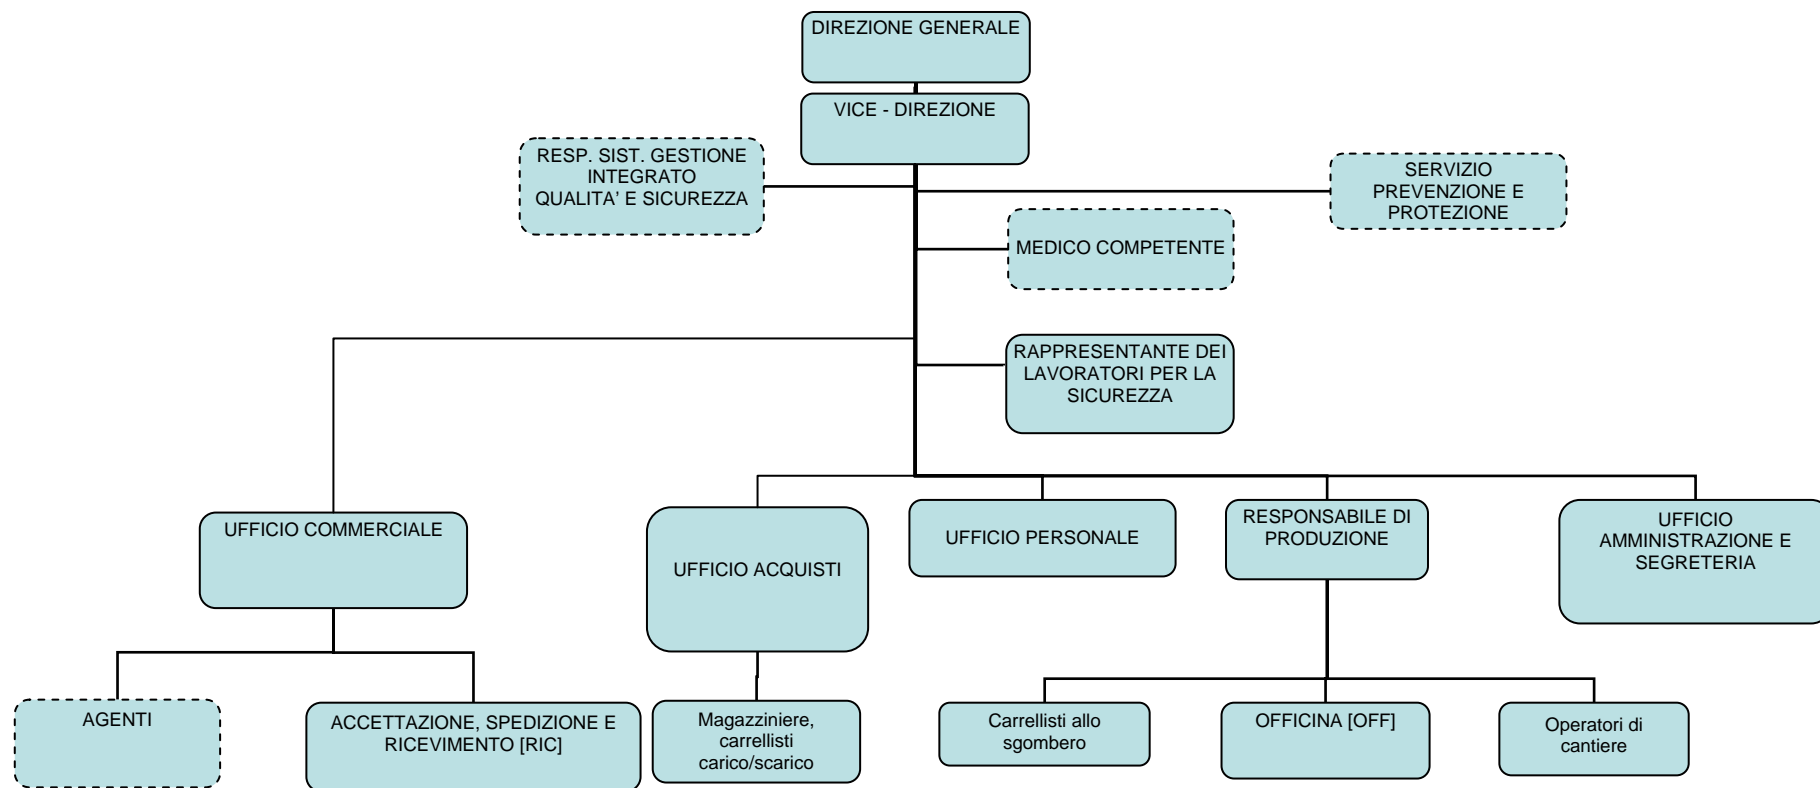 DIREZIONE GENERALE
VICE - DIREZIONE
RESP. SIST. GESTIONE
INTEGRATO
QUALITA’ E SICUREZZA
SERVIZIO
PREVENZIONE E
PROTEZIONE
MEDICO COMPETENTE
RAPPRESENTANTE DEI
LAVORATORI PER LA
SICUREZZA
UFFICIO COMMERCIALE
UFFICIO ACQUISTI
UFFICIO PERSONALE
RESPONSABILE DI
PRODUZIONE
UFFICIO
AMMINISTRAZIONE E
SEGRETERIA
AGENTI
ACCETTAZIONE, SPEDIZIONE E
RICEVIMENTO [RIC]
Magazziniere,
carrellisti
carico/scarico
Carrellisti allo
sgombero
OFFICINA [OFF]
Operatori di
cantiere